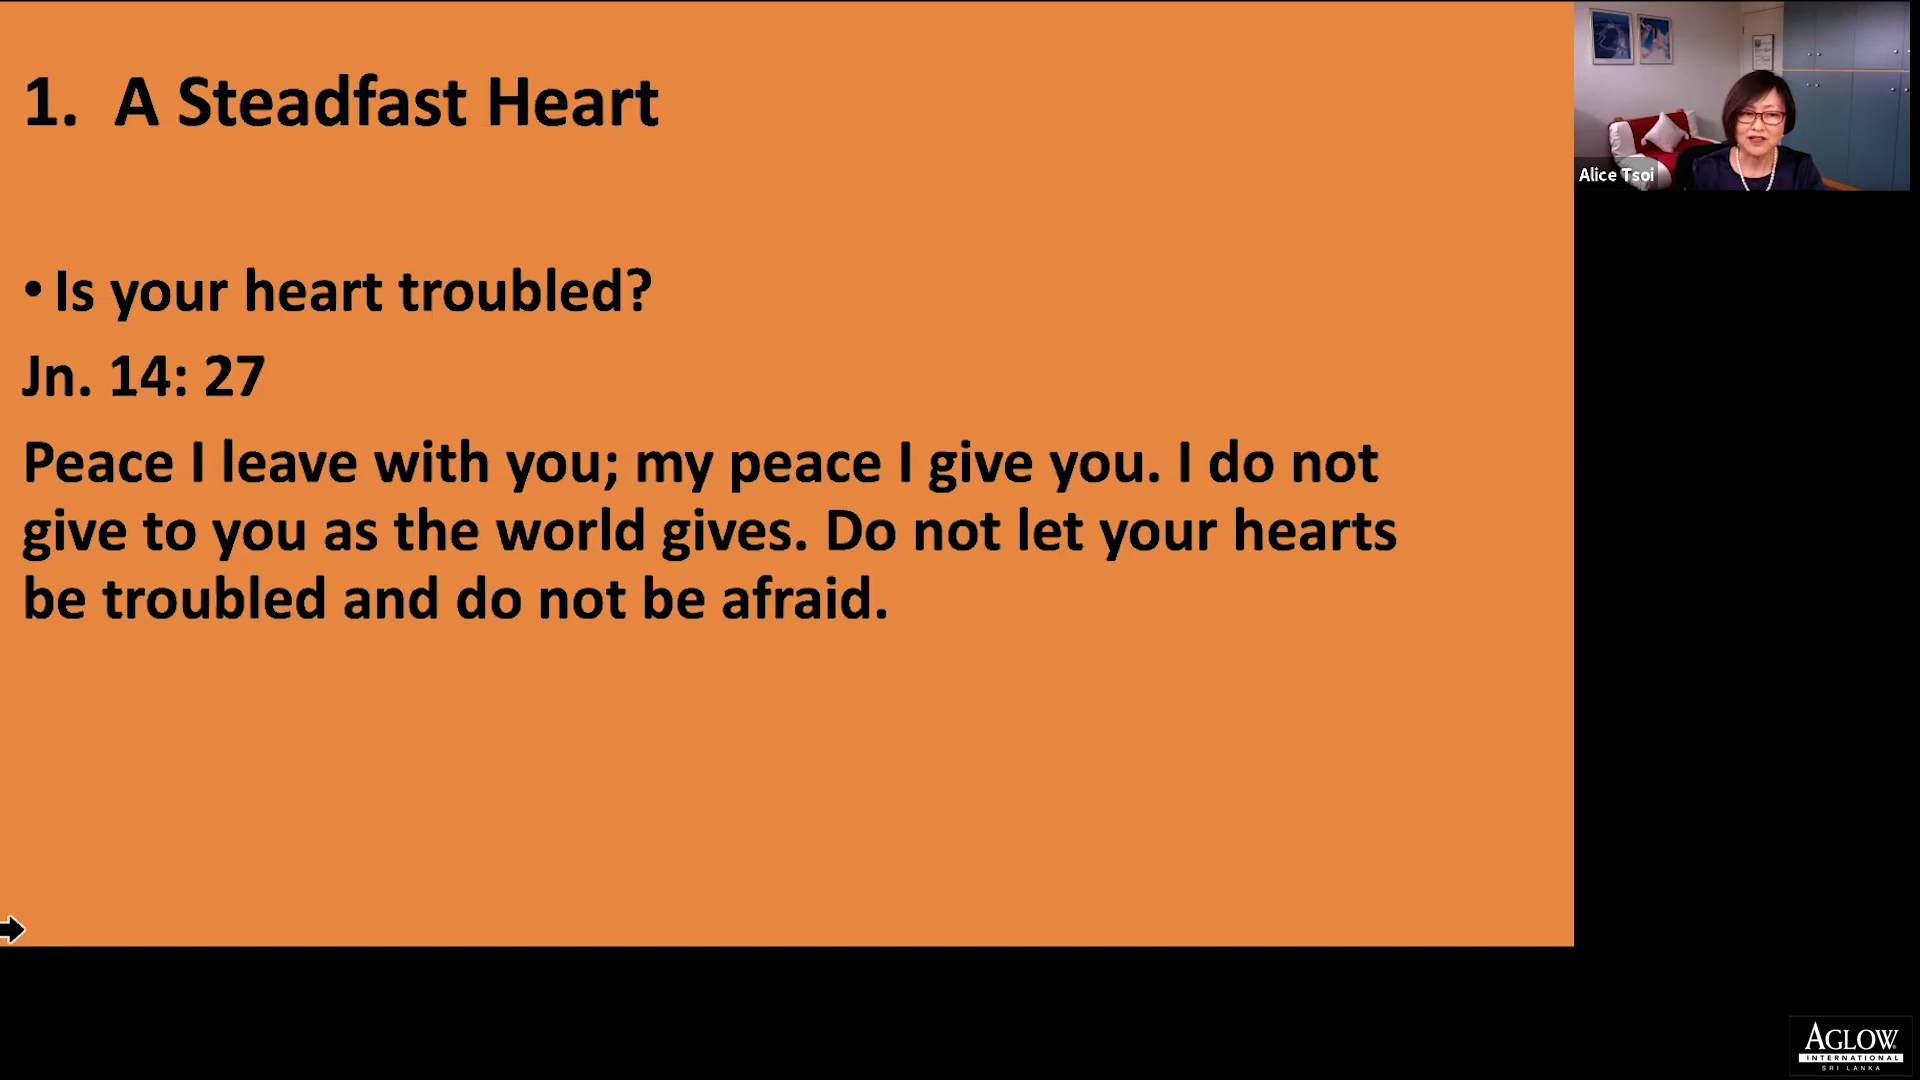 1. A Steadfast Heart
• Is your heart troubled?
Jn. 14: 27
Peace I leave with you; my peace I give you. I do not
give to you as the world gives. Do not let your hearts
be troubled and do not be afraid.
Alice Tsoi
AGLOW
INTERNATIONAL
SRI LANKA